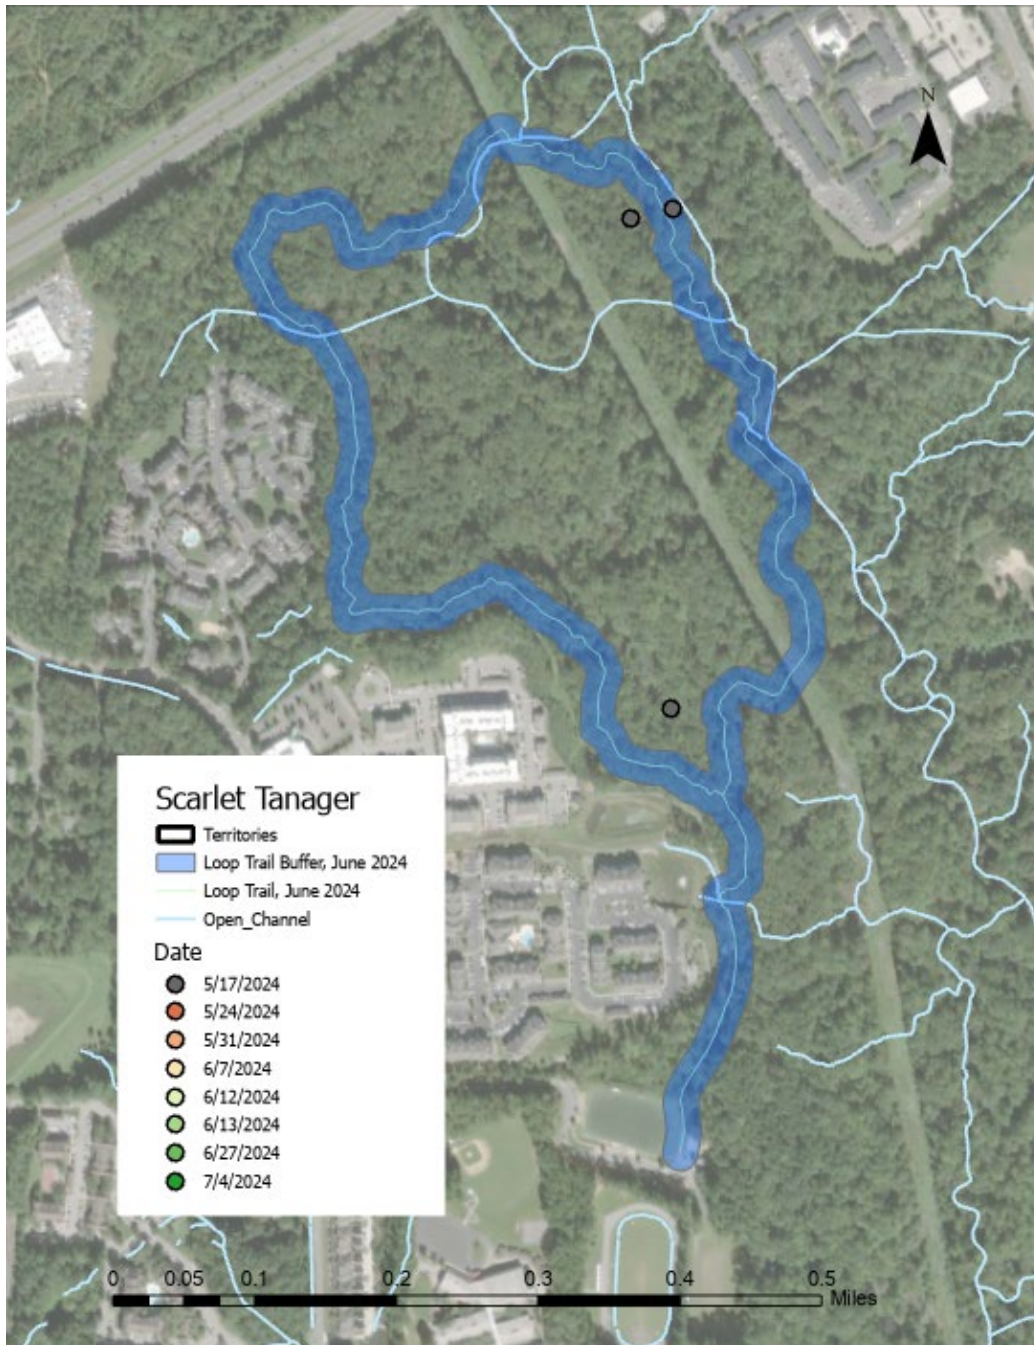 N
Scarlet Tanager
Territories
Loop Trail Buffer, June 2024
Loop Trail, June 2024
Open_Channel
Date
5/17/2024
5/24/2024
5/31/2024
6/7/2024
6/12/2024
6/13/2024
6/27/2024
7/4/2024
0 0.05 0.1 0.2 0.3 0.4 0.5
Miles